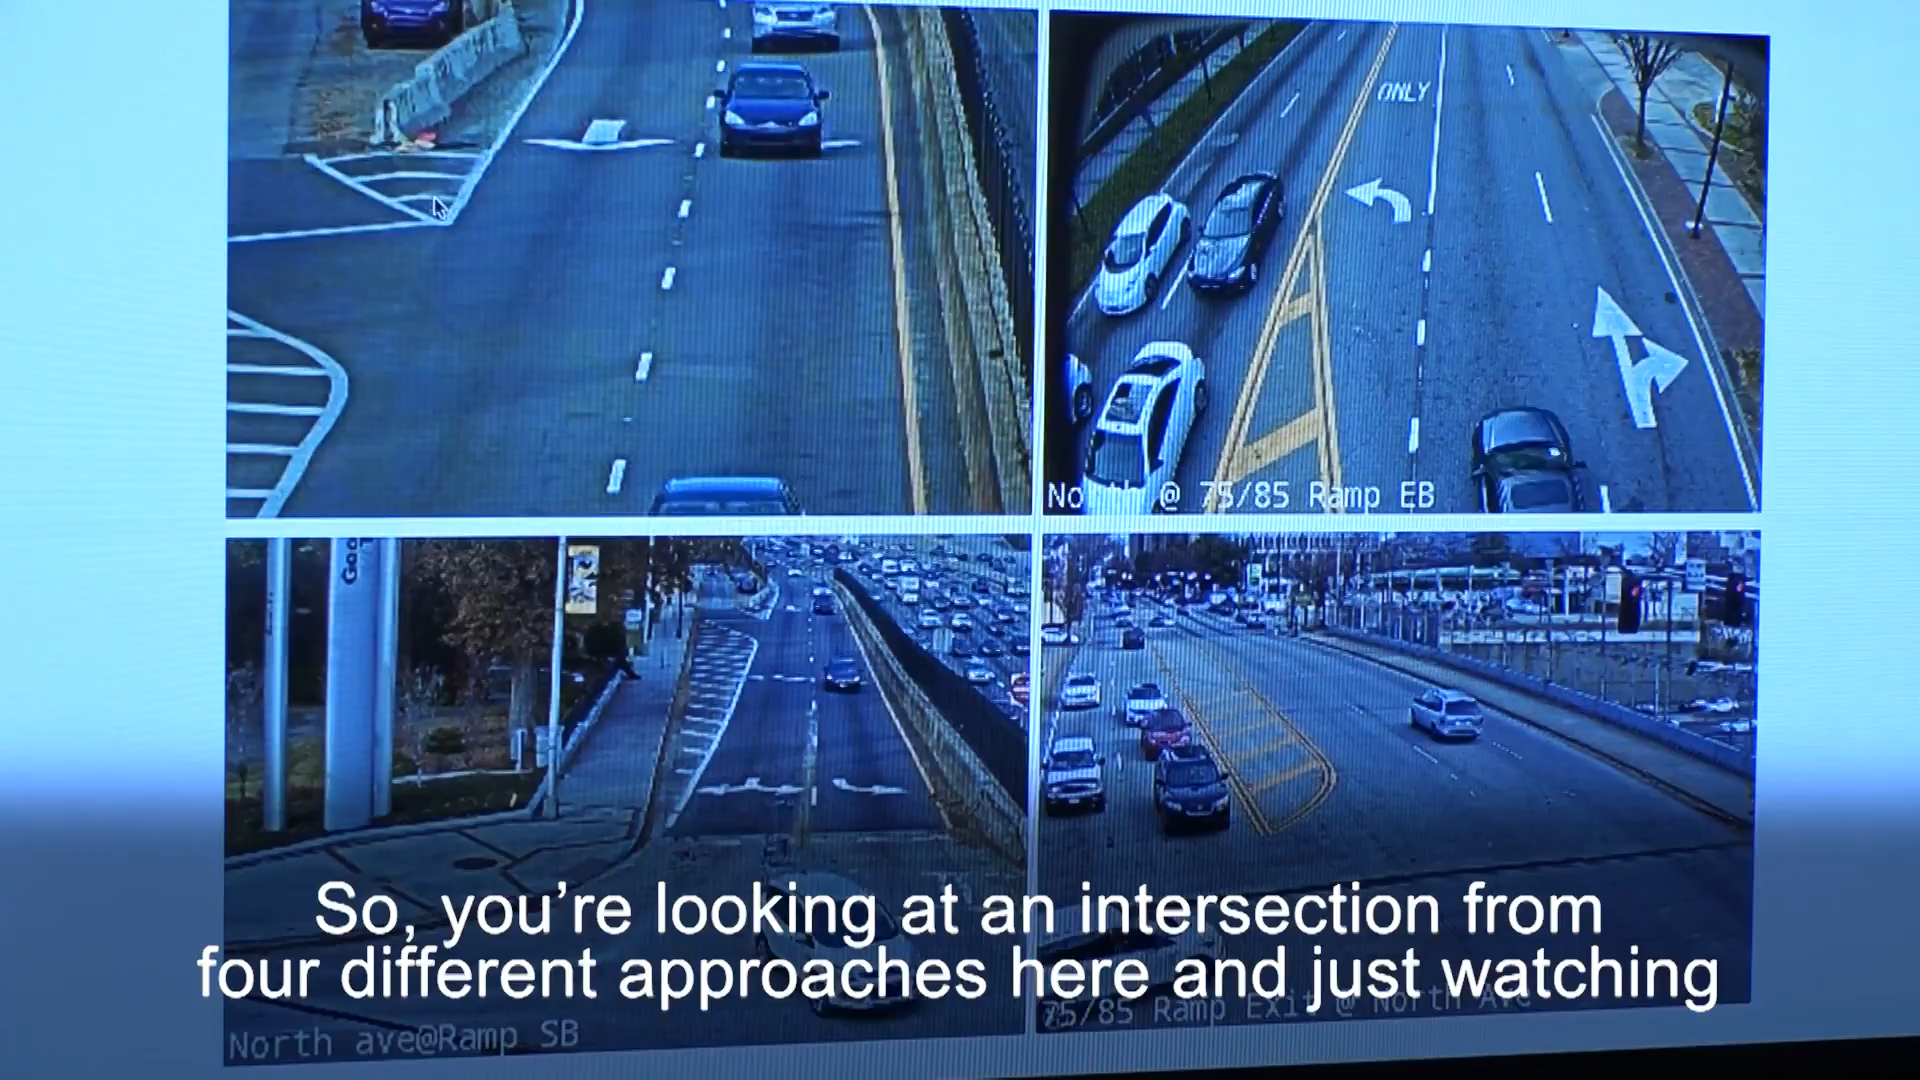 ONLY
North @ 75/85 Ramp EB
So, you’re looking at an intersection from
four different approaches here and just watching
75/85 Ramp Exit @ North Ave
North ave@Ramp SB